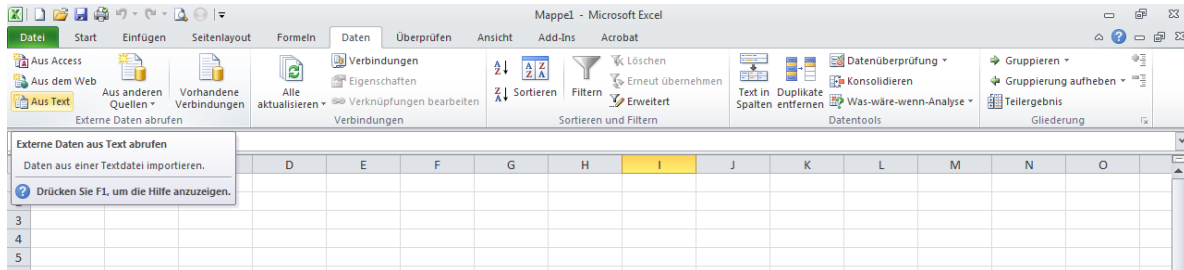 Mappe1 - Microsoft Excel
Datei Start Einfügen Seitenlayout Formeln Daten Überprüfen Ansicht Add-Ins Acrobat
Aus Access
Aus dem Web
Aus Text
Aus anderen
Quellen
Vorhandene
Verbindungen
Externe Daten abrufen
Alle
aktualisieren
Verbindungen
Eigenschaften
Verknüpfungen bearbeiten
Verbindungen
Sortieren
Filtern
Löschen
Erneut übernehmen
Erweitert
Sortieren und Filtern
Text in
Spalten
Duplikate
entfernen
Datenüberprüfung
Konsolidieren
Was-wäre-wenn-Analyse
Datentools
Gruppieren
Gruppierung aufheben
Teilergebnis
Gliederung
Externe Daten aus Text abrufen
Daten aus einer Textdatei importieren.
Drücken Sie F1, um die Hilfe anzuzeigen.
D E F G H I J K L M N O
3
4
5